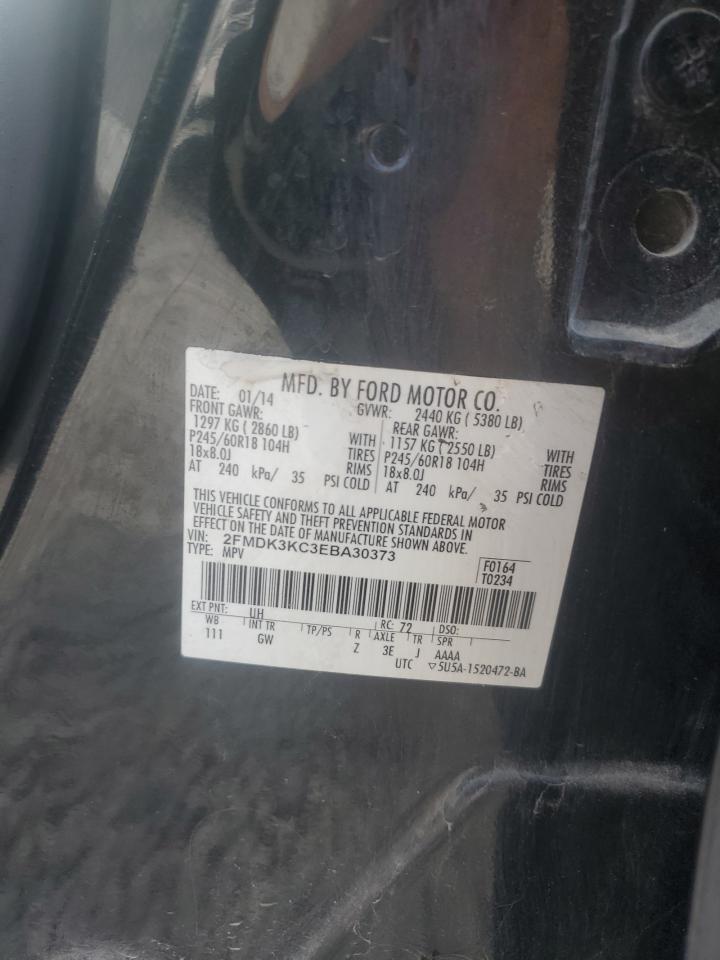 MFD. BY FORD MOTOR CO.
DATE: 01/14 GVWR: 2440 KG ( 5380 LB)
FRONT GAWR: REAR GAWR:
1297 KG ( 2860 LB) WITH 1157 KG ( 2550 LB) WITH
P245/60R18 104H TIRES P245/60R18 104H TIRES
18x8.0J RIMS 18x8.0J RIMS
AT 240 kPa/ 35 PSI COLD AT 240 kPa/ 35 PSI COLD
THIS VEHICLE CONFORMS TO ALL APPLICABLE FEDERAL MOTOR
VEHICLE SAFETY AND THEFT PREVENTION STANDARDS IN
EFFECT ON THE DATE OF MANUFACTURE SHOWN ABOVE.
VIN: 2FMDK3KC3EBA30373
TYPE: MPV
F0164
T0234
EXT PNT: UH RC: 72 DSO:
WB INT TR TP/PS R AXLE TR SPR
111 GW Z 3E J AAAA
UTC ▽5U5A-1520472-BA